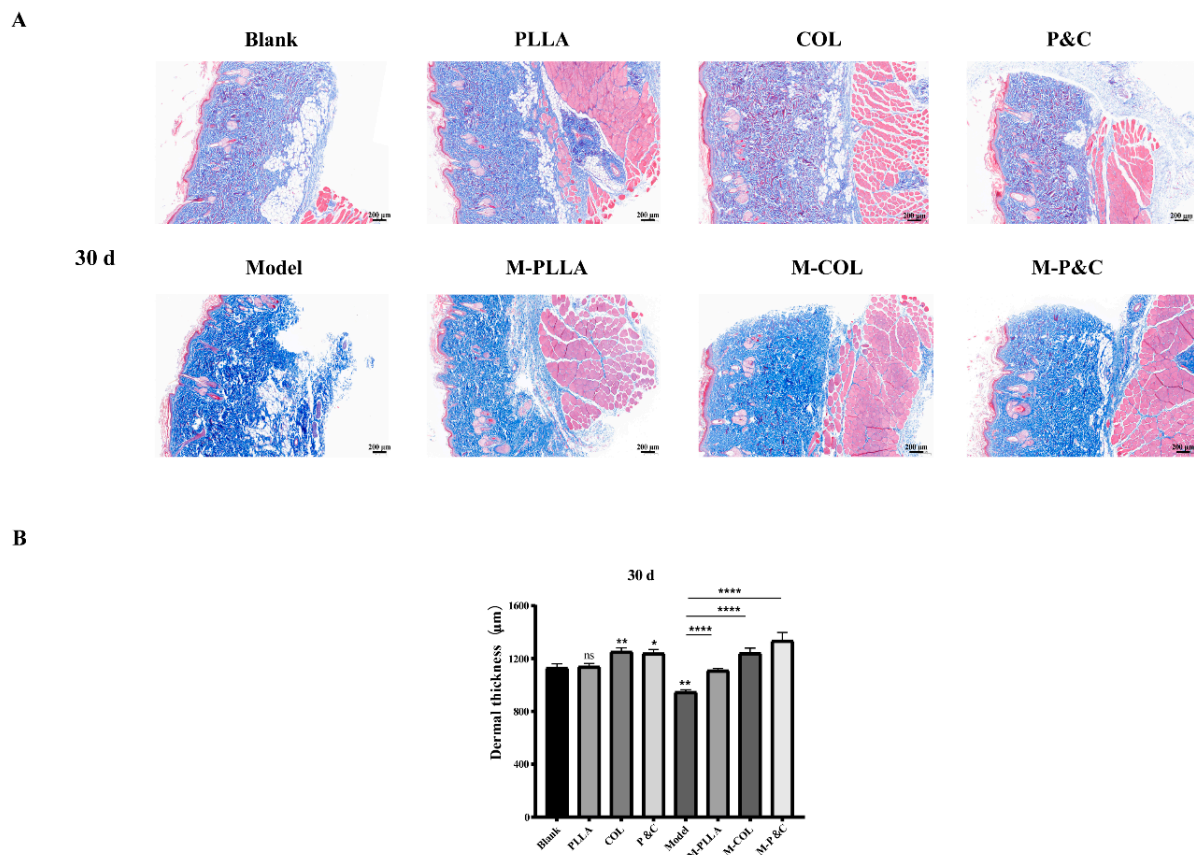 A
Blank PLLA COL P&C
200 μm 200 μm 200 μm 200 μm
30 d
Model M-PLLA M-COL M-P&C
200 μm 200 μm 200 μm 200 μm
B
30 d
Dermal thickness (μm)
1600
1200
800
400
0
ns
**
*
**
****
****
****
Blank
PLLA
COL
P&C
Model
M-PLLA
M-COL
M-P&C